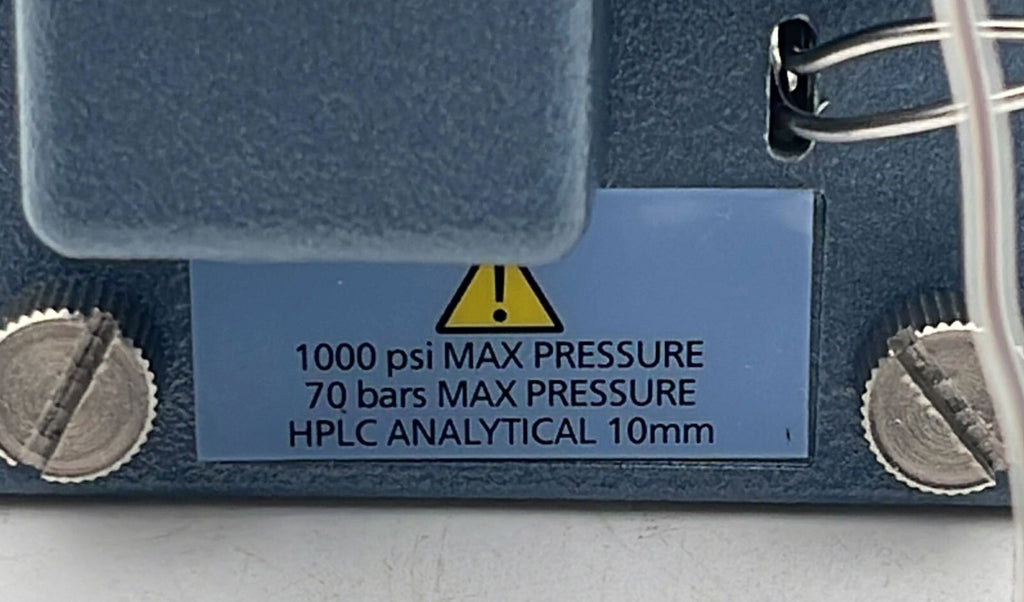 1000 psi MAX PRESSURE
70 bars MAX PRESSURE
HPLC ANALYTICAL 10mm